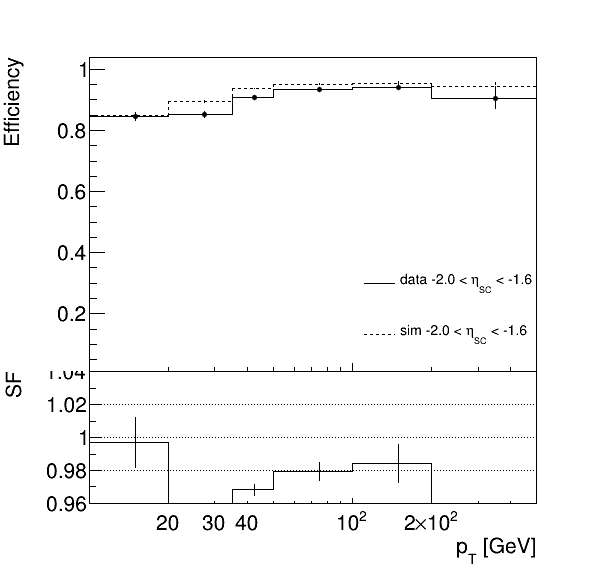 Efficiency
1
0.8
0.6
0.4
0.2
data -2.0 < η_SC < -1.6
sim -2.0 < η_SC < -1.6
SF
1.04
1.02
1
0.98
0.96
20 30 40 10² 2×10²
p_T [GeV]